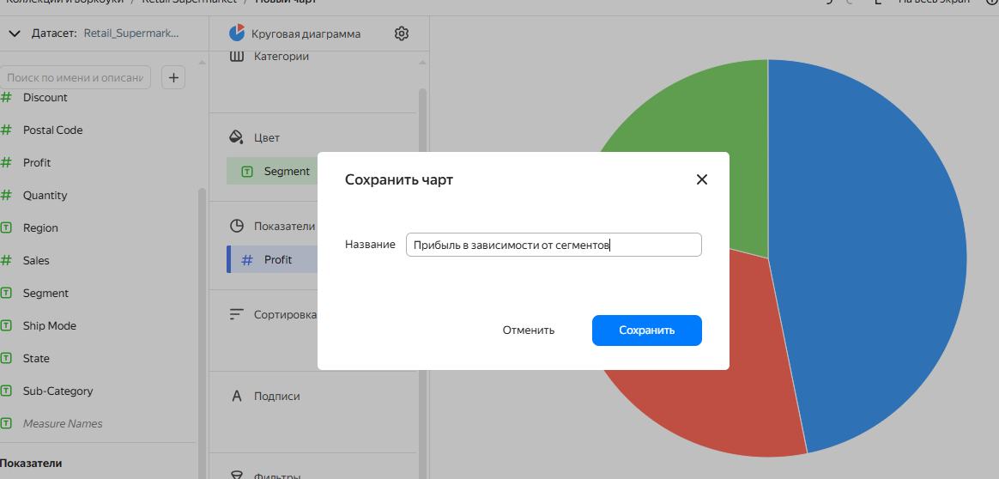 Коллекции и воркбуки / Retail Supermarket / Новый чарт
На весь экран
Датасет: Retail_Supermark...
Поиск по имени и описани
Discount
Postal Code
Profit
Quantity
Region
Sales
Segment
Ship Mode
State
Sub-Category
Measure Names
Показатели
Круговая диаграмма
Категории
Цвет
Segment
Показатели
Profit
Сортировка
Подписи
Фильтры
Сохранить чарт
Название
Прибыль в зависимости от сегментов
Отменить
Сохранить